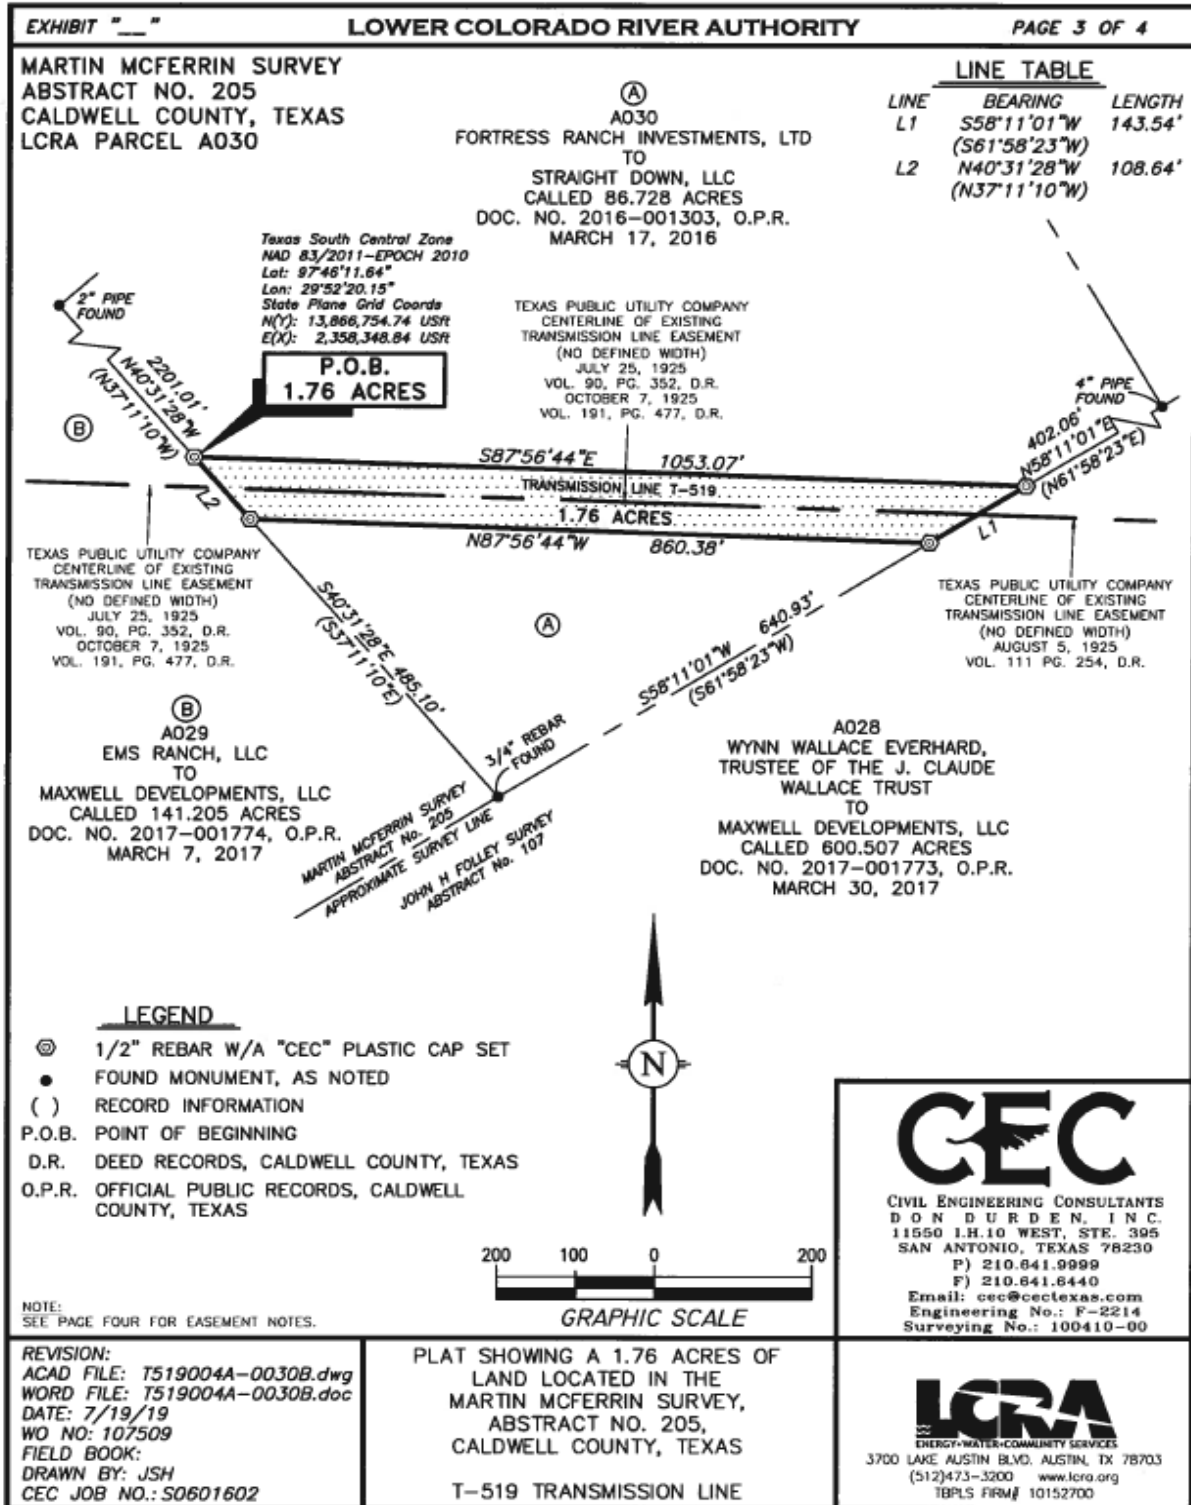 EXHIBIT "__"
LOWER COLORADO RIVER AUTHORITY
PAGE 3 OF 4
MARTIN MCFERRIN SURVEY
ABSTRACT NO. 205
CALDWELL COUNTY, TEXAS
LCRA PARCEL A030
A
A030
FORTRESS RANCH INVESTMENTS, LTD
TO
STRAIGHT DOWN, LLC
CALLED 86.728 ACRES
DOC. NO. 2016-001303, O.P.R.
MARCH 17, 2016
LINE TABLE
LINE BEARING LENGTH
L1 S58°11'01"W 143.54'
(S61°58'23"W)
L2 N40°31'28"W 108.64'
(N37°11'10"W)
Texas South Central Zone
NAD 83/2011-EPOCH 2010
Lat: 97°46'11.64"
Lon: 29°52'20.15"
State Plane Grid Coords
N(Y): 13,866,754.74 USft
E(X): 2,358,348.84 USft
P.O.B.
1.76 ACRES
2" PIPE
FOUND
2201.01'
N40°31'28"W
(N37°11'10"W)
B
TEXAS PUBLIC UTILITY COMPANY
CENTERLINE OF EXISTING
TRANSMISSION LINE EASEMENT
(NO DEFINED WIDTH)
JULY 25, 1925
VOL. 90, PG. 352, D.R.
OCTOBER 7, 1925
VOL. 191, PG. 477, D.R.
4" PIPE
FOUND
402.06'
N58°11'01"E
(N61°58'23"E)
S87°56'44"E 1053.07'
TRANSMISSION LINE T-519
1.76 ACRES
N87°56'44"W 860.38'
L2
L1
TEXAS PUBLIC UTILITY COMPANY
CENTERLINE OF EXISTING
TRANSMISSION LINE EASEMENT
(NO DEFINED WIDTH)
JULY 25, 1925
VOL. 90, PG. 352, D.R.
OCTOBER 7, 1925
VOL. 191, PG. 477, D.R.
S40°31'28"E 485.10'
(S37°11'10"E)
A
S58°11'01"W 640.93'
(S61°58'23"W)
TEXAS PUBLIC UTILITY COMPANY
CENTERLINE OF EXISTING
TRANSMISSION LINE EASEMENT
(NO DEFINED WIDTH)
AUGUST 5, 1925
VOL. 111 PG. 254, D.R.
B
A029
EMS RANCH, LLC
TO
MAXWELL DEVELOPMENTS, LLC
CALLED 141.205 ACRES
DOC. NO. 2017-001774, O.P.R.
MARCH 7, 2017
3/4" REBAR
FOUND
MARTIN MCFERRIN SURVEY
ABSTRACT No. 205
APPROXIMATE SURVEY LINE
JOHN H FOLLEY SURVEY
ABSTRACT No. 107
A028
WYNN WALLACE EVERHARD,
TRUSTEE OF THE J. CLAUDE
WALLACE TRUST
TO
MAXWELL DEVELOPMENTS, LLC
CALLED 600.507 ACRES
DOC. NO. 2017-001773, O.P.R.
MARCH 30, 2017
LEGEND
1/2" REBAR W/A "CEC" PLASTIC CAP SET
FOUND MONUMENT, AS NOTED
( ) RECORD INFORMATION
P.O.B. POINT OF BEGINNING
D.R. DEED RECORDS, CALDWELL COUNTY, TEXAS
O.P.R. OFFICIAL PUBLIC RECORDS, CALDWELL
COUNTY, TEXAS
N
200 100 0 200
GRAPHIC SCALE
NOTE:
SEE PAGE FOUR FOR EASEMENT NOTES.
CEC
CIVIL ENGINEERING CONSULTANTS
DON DURDEN, INC.
11550 I.H.10 WEST, STE. 395
SAN ANTONIO, TEXAS 78230
P) 210.641.9999
F) 210.641.6440
Email: cec@cectexas.com
Engineering No.: F-2214
Surveying No.: 100410-00
REVISION:
ACAD FILE: T519004A-0030B.dwg
WORD FILE: T519004A-0030B.doc
DATE: 7/19/19
WO NO: 107509
FIELD BOOK:
DRAWN BY: JSH
CEC JOB NO.: S0601602
PLAT SHOWING A 1.76 ACRES OF
LAND LOCATED IN THE
MARTIN MCFERRIN SURVEY,
ABSTRACT NO. 205,
CALDWELL COUNTY, TEXAS
T-519 TRANSMISSION LINE
LCRA
ENERGY•WATER•COMMUNITY SERVICES
3700 LAKE AUSTIN BLVD. AUSTIN, TX 78703
(512)473-3200 www.lcra.org
TBPLS FIRM# 10152700